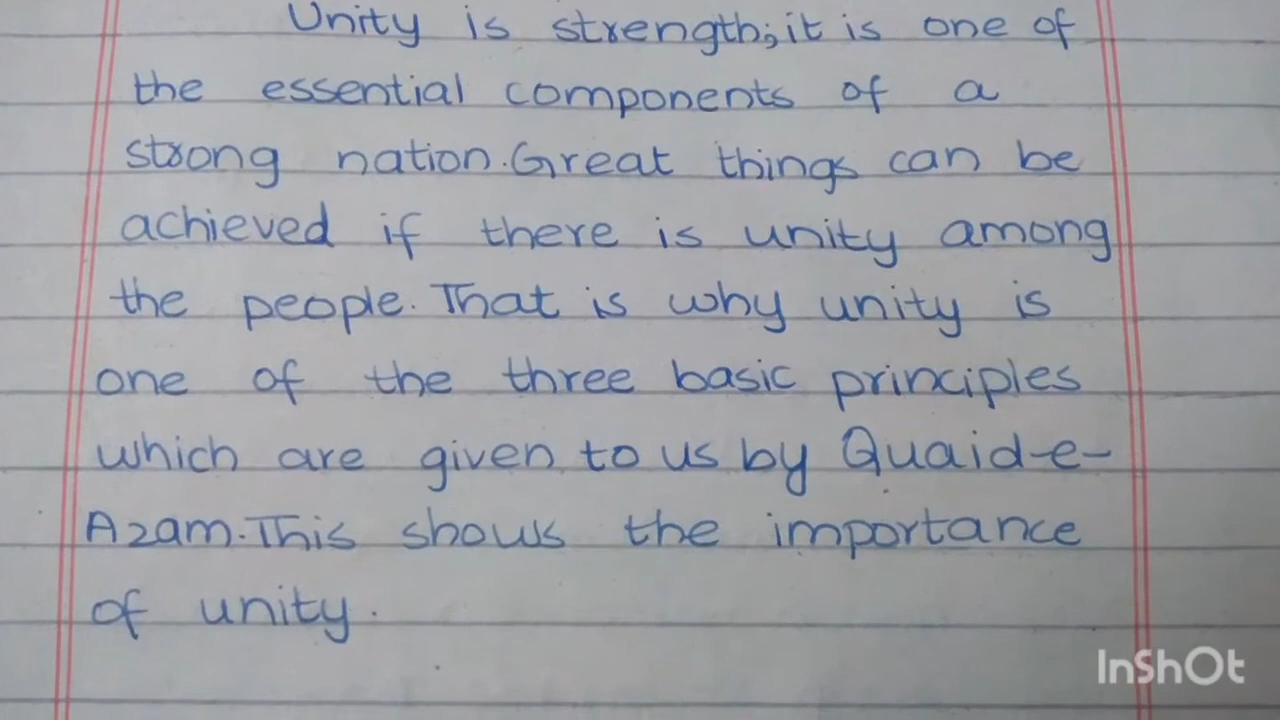 Unity is strength;it is one of
the essential components of a
strong nation.Great things can be
achieved if there is unity among
the people. That is why unity is
one of the three basic principles
which are given to us by Quaid-e-
Azam.This shows the importance
of unity.
InShOt